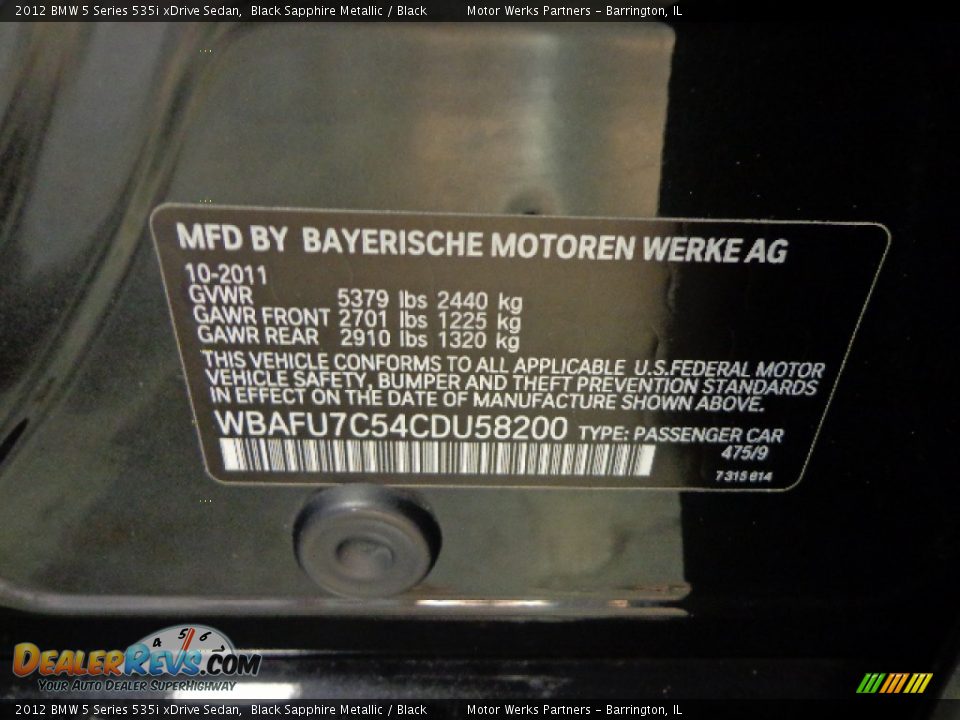 2012 BMW 5 Series 535i xDrive Sedan, Black Sapphire Metallic / Black Motor Werks Partners - Barrington, IL
MFD BY BAYERISCHE MOTOREN WERKE AG
10-2011
GVWR 5379 lbs 2440 kg
GAWR FRONT 2701 lbs 1225 kg
GAWR REAR 2910 lbs 1320 kg
THIS VEHICLE CONFORMS TO ALL APPLICABLE U.S.FEDERAL MOTOR
VEHICLE SAFETY, BUMPER AND THEFT PREVENTION STANDARDS
IN EFFECT ON THE DATE OF MANUFACTURE SHOWN ABOVE.
WBAFU7C54CDU58200 TYPE: PASSENGER CAR
475/9
7 315 814
4 5 6
DealerRevs.com
Your Auto Dealer SuperHighway
2012 BMW 5 Series 535i xDrive Sedan, Black Sapphire Metallic / Black Motor Werks Partners - Barrington, IL